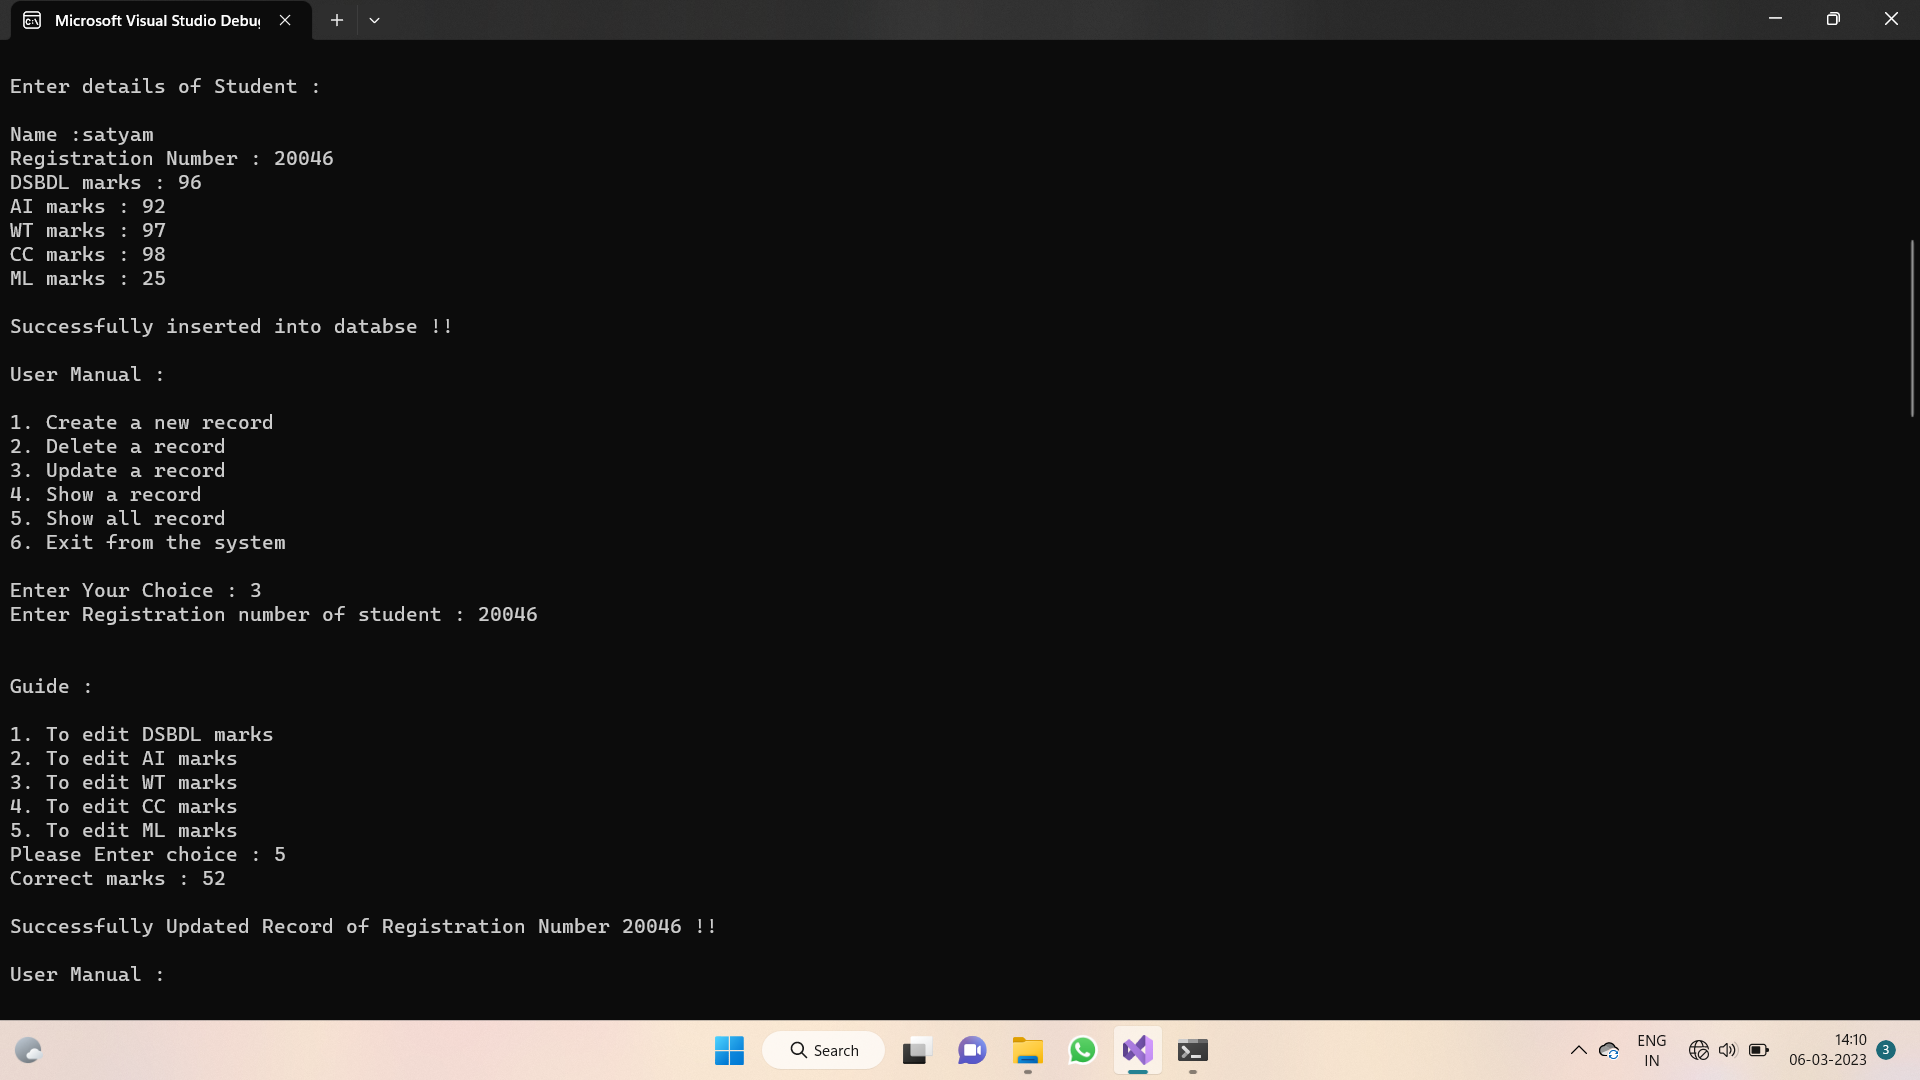 Microsoft Visual Studio Debug
Enter details of Student :
Name :satyam
Registration Number : 20046
DSBDL marks : 96
AI marks : 92
WT marks : 97
CC marks : 98
ML marks : 25
Successfully inserted into databse !!
User Manual :
1. Create a new record
2. Delete a record
3. Update a record
4. Show a record
5. Show all record
6. Exit from the system
Enter Your Choice : 3
Enter Registration number of student : 20046
Guide :
1. To edit DSBDL marks
2. To edit AI marks
3. To edit WT marks
4. To edit CC marks
5. To edit ML marks
Please Enter choice : 5
Correct marks : 52
Successfully Updated Record of Registration Number 20046 !!
User Manual :
Search
ENG
IN
14:10
06-03-2023
3